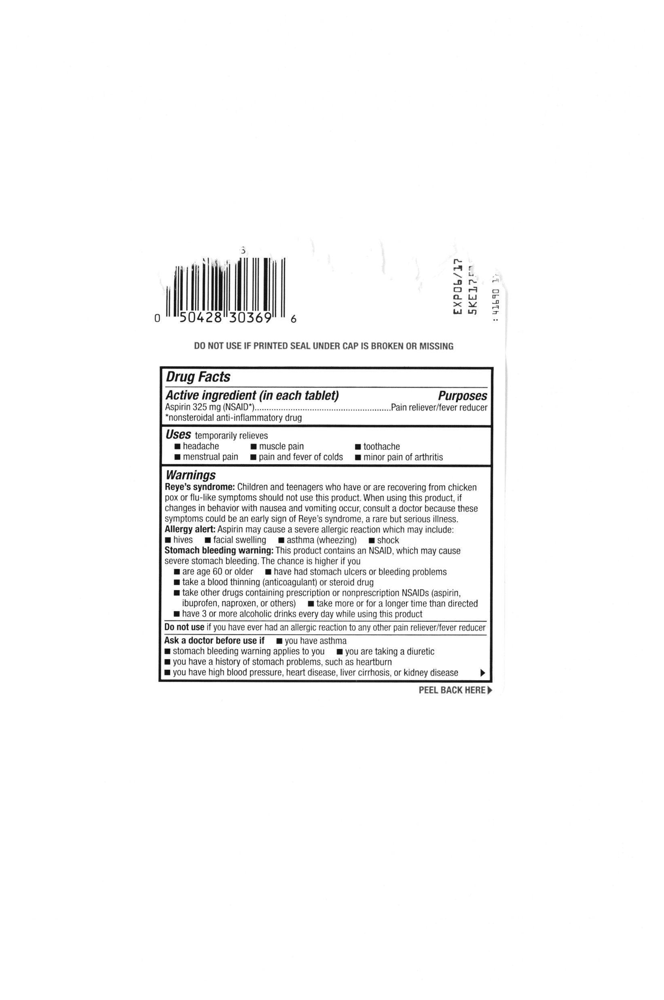 3
0 50428 30369 6
EXP06/17
5KE17
:41690
DO NOT USE IF PRINTED SEAL UNDER CAP IS BROKEN OR MISSING
Drug Facts
Active ingredient (in each tablet) Purposes
Aspirin 325 mg (NSAID*)......................................................Pain reliever/fever reducer
*nonsteroidal anti-inflammatory drug
Uses temporarily relieves
■ headache ■ muscle pain ■ toothache
■ menstrual pain ■ pain and fever of colds ■ minor pain of arthritis
Warnings
Reye's syndrome: Children and teenagers who have or are recovering from chicken
pox or flu-like symptoms should not use this product. When using this product, if
changes in behavior with nausea and vomiting occur, consult a doctor because these
symptoms could be an early sign of Reye's syndrome, a rare but serious illness.
Allergy alert: Aspirin may cause a severe allergic reaction which may include:
■ hives ■ facial swelling ■ asthma (wheezing) ■ shock
Stomach bleeding warning: This product contains an NSAID, which may cause
severe stomach bleeding. The chance is higher if you
■ are age 60 or older ■ have had stomach ulcers or bleeding problems
■ take a blood thinning (anticoagulant) or steroid drug
■ take other drugs containing prescription or nonprescription NSAIDs (aspirin,
ibuprofen, naproxen, or others) ■ take more or for a longer time than directed
■ have 3 or more alcoholic drinks every day while using this product
Do not use if you have ever had an allergic reaction to any other pain reliever/fever reducer
Ask a doctor before use if ■ you have asthma
■ stomach bleeding warning applies to you ■ you are taking a diuretic
■ you have a history of stomach problems, such as heartburn
■ you have high blood pressure, heart disease, liver cirrhosis, or kidney disease ▶
PEEL BACK HERE▶